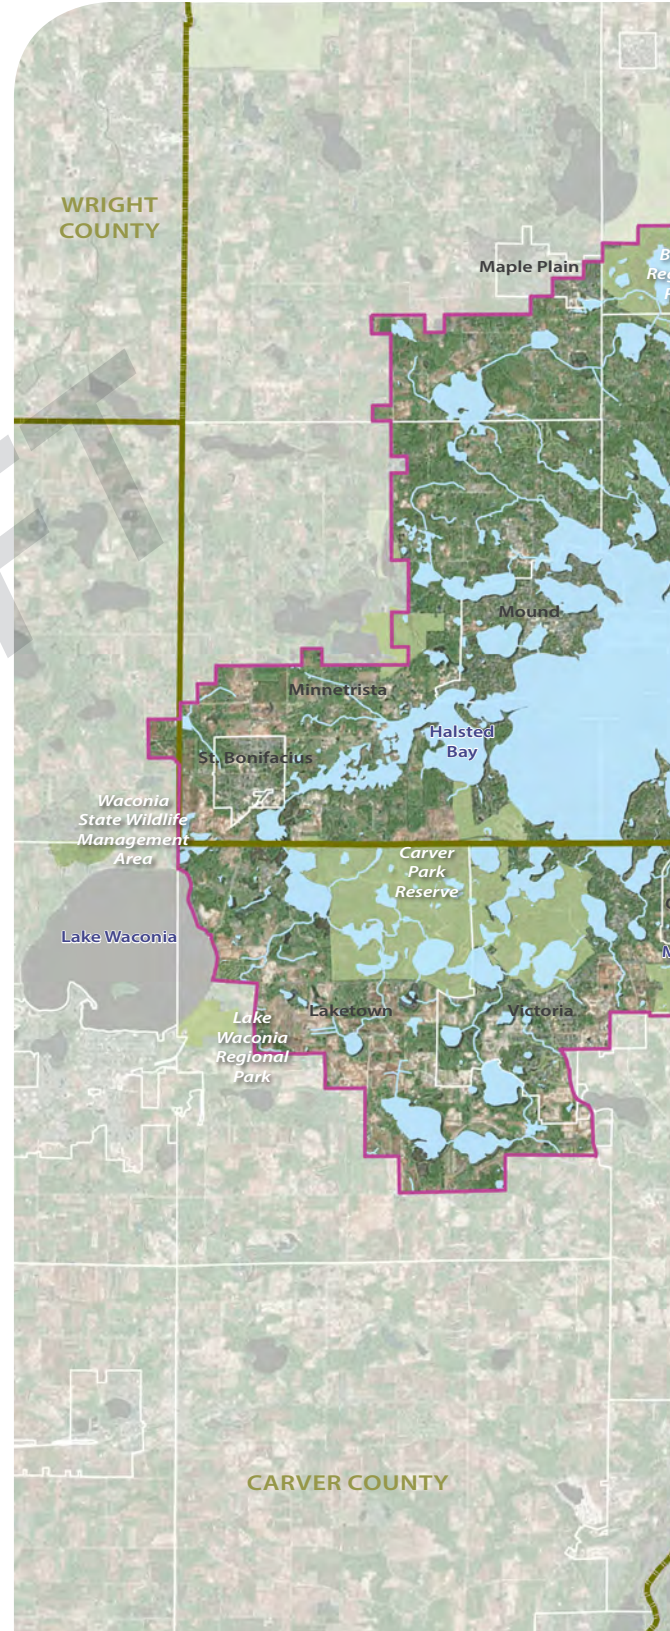 WRIGHT
COUNTY
Maple Plain
Mound
Minnetrista
Halsted
Bay
St. Bonifacius
7
Waconia
State Wildlife
Management
Area
Carver
Park
Reserve
Lake Waconia
Laketown
Victoria
Lake
Waconia
Regional
Park
CARVER COUNTY